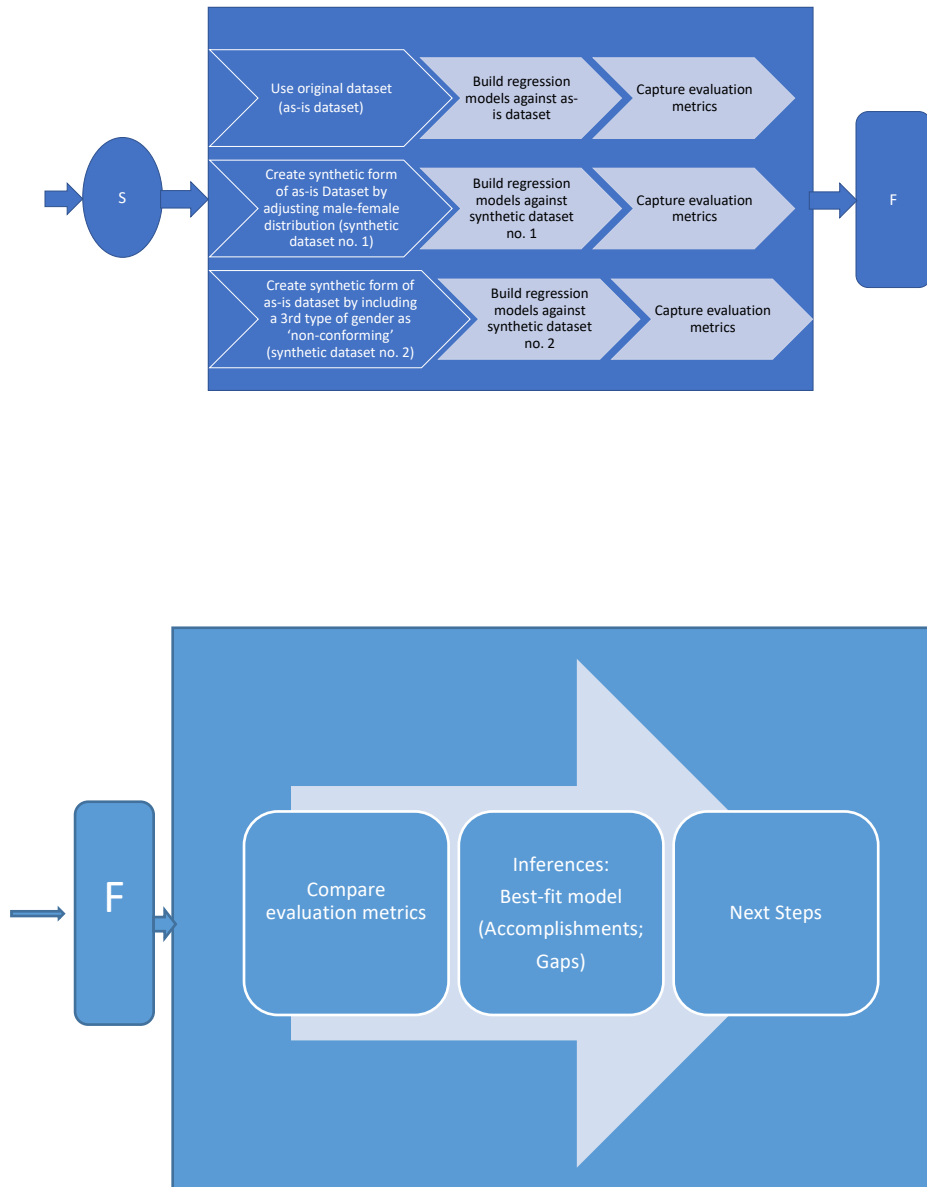 Use original dataset
(as-is dataset)
Build regression
models against as-
is dataset
Capture evaluation
metrics
S
Create synthetic form
of as-is Dataset by
adjusting male-female
distribution (synthetic
dataset no. 1)
Build regression
models against
synthetic dataset
no. 1
Capture evaluation
metrics
F
Create synthetic form of
as-is dataset by including
a 3rd type of gender as
‘non-conforming’
(synthetic dataset no. 2)
Build regression
models against
synthetic dataset
no. 2
Capture evaluation
metrics
F
Compare
evaluation metrics
Inferences:
Best-fit model
(Accomplishments;
Gaps)
Next Steps